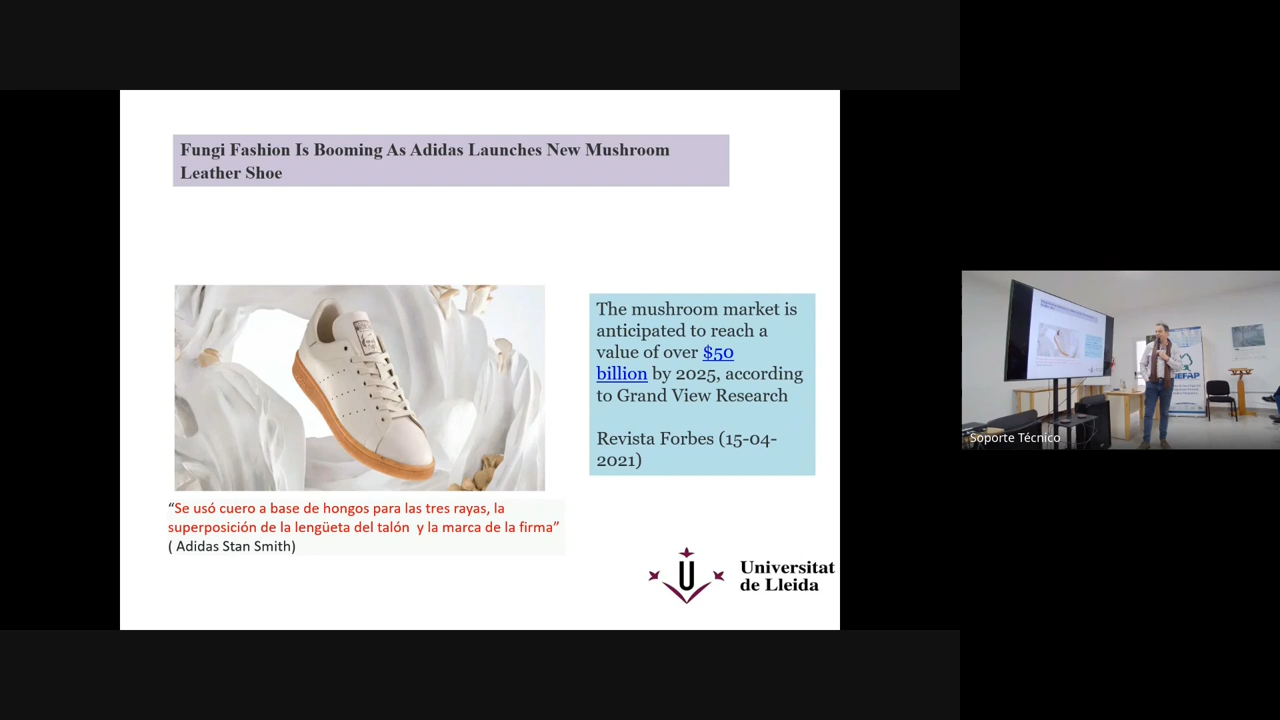 Fungi Fashion Is Booming As Adidas Launches New Mushroom
Leather Shoe
The mushroom market is
anticipated to reach a
value of over $50
billion by 2025, according
to Grand View Research
Revista Forbes (15-04-
2021)
“Se usó cuero a base de hongos para las tres rayas, la
superposición de la lengüeta del talón y la marca de la firma”
( Adidas Stan Smith)
Universitat
de Lleida
Soporte Técnico